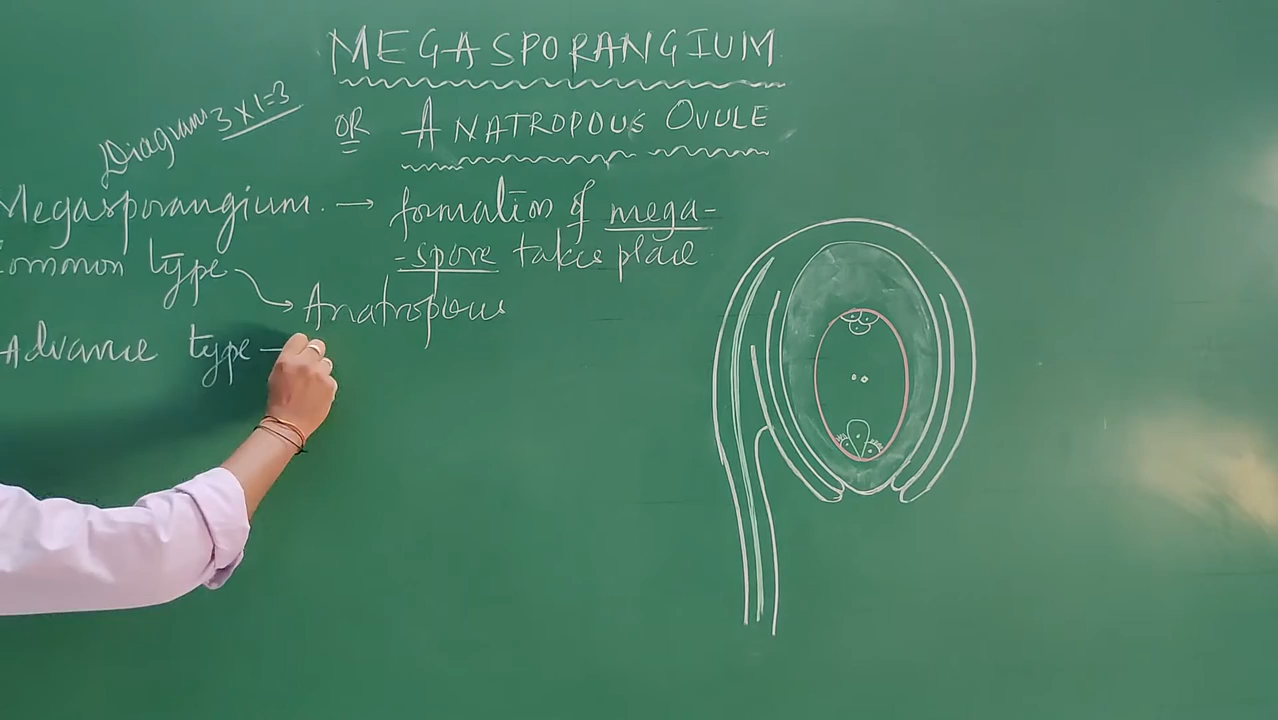 MEGASPORANGIUM
OR ANATROPOUS OVULE
Diagram 3x1=3
Megasporangium. → formation of mega-
-spore takes place
Common type → Anatropous
Advance type –